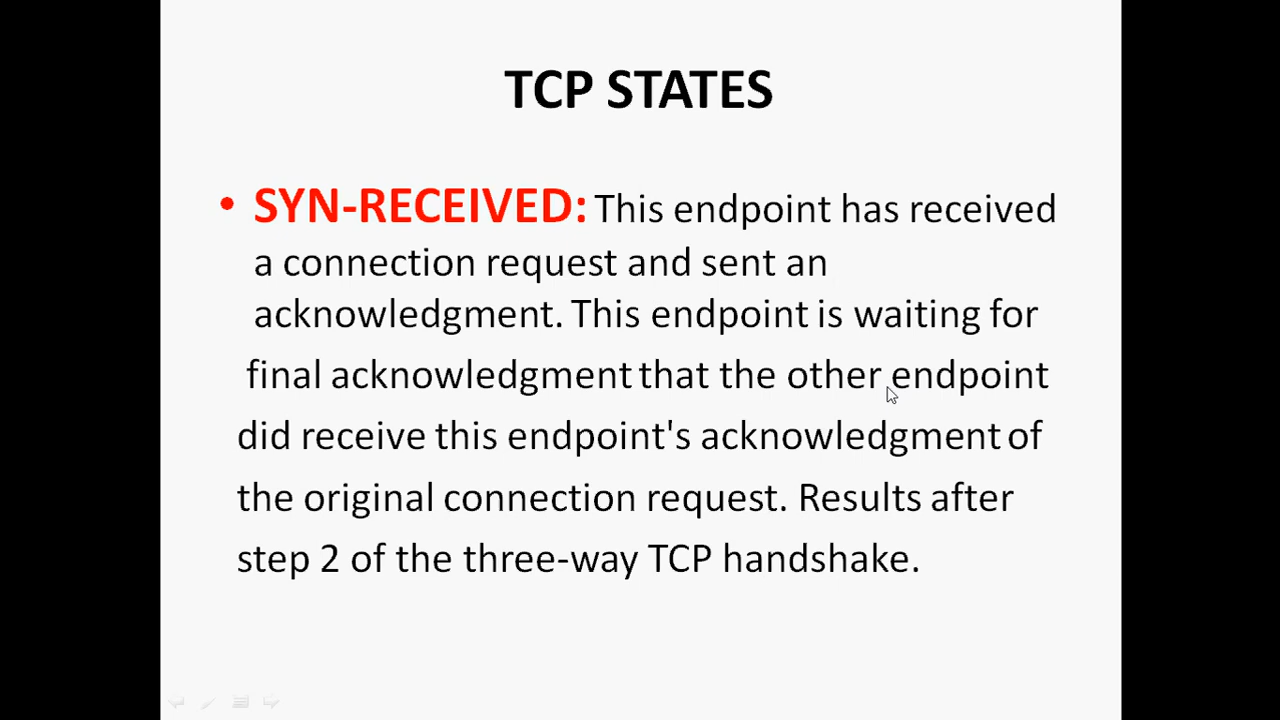 TCP STATES
• SYN-RECEIVED: This endpoint has received
a connection request and sent an
acknowledgment. This endpoint is waiting for
final acknowledgment that the other endpoint
did receive this endpoint's acknowledgment of
the original connection request. Results after
step 2 of the three-way TCP handshake.